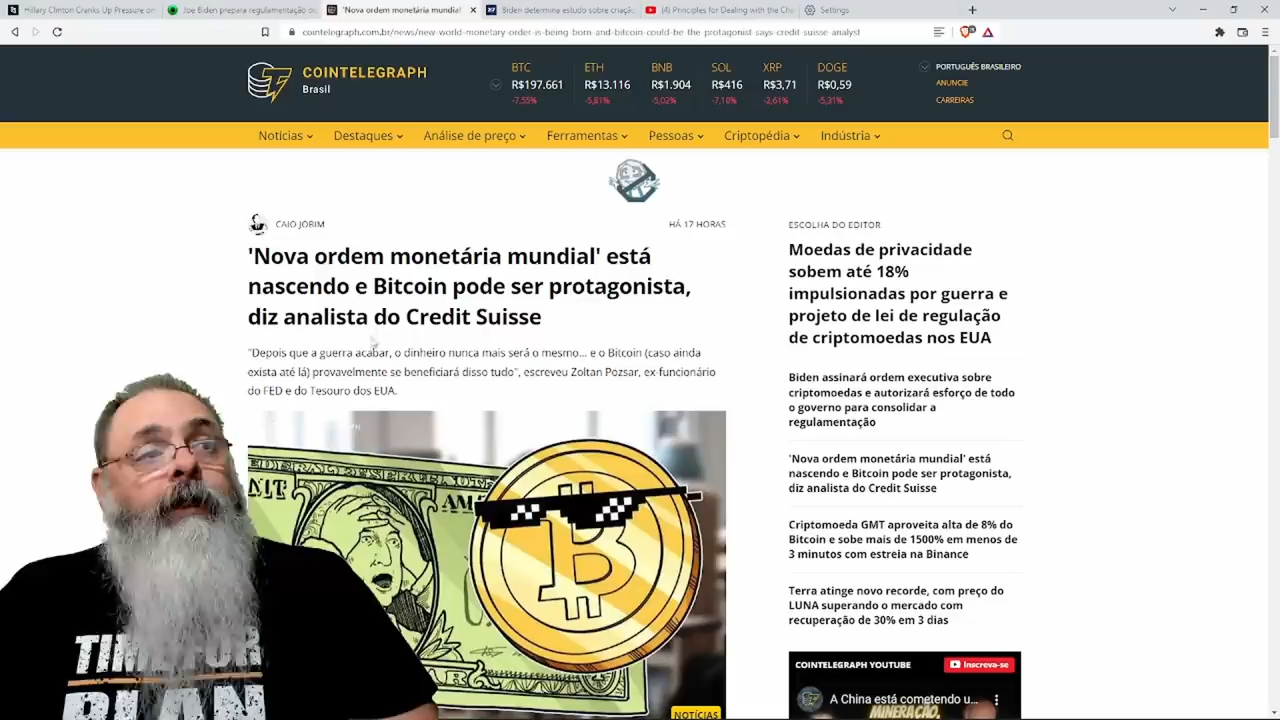 Hillary Clinton Cranks Up Pressure on
Joe Biden prepara regulamentação do
'Nova ordem monetária mundial'
Biden determina estudo sobre criação
(4) Principles for Dealing with the Cha
Settings
cointelegraph.com.br/news/new-world-monetary-order-is-being-born-and-bitcoin-could-be-the-protagonist-says-credit-suisse-analyst
COINTELEGRAPH
Brasil
BTC
R$197.661
-7,55%
ETH
R$13.116
-5,81%
BNB
R$1.904
-5,02%
SOL
R$416
-7,10%
XRP
R$3,71
-2,61%
DOGE
R$0,59
-5,31%
PORTUGUÊS BRASILEIRO
ANUNCIE
CARREIRAS
Notícias
Destaques
Análise de preço
Ferramentas
Pessoas
Criptopédia
Indústria
CAIO JOBIM
HÁ 17 HORAS
'Nova ordem monetária mundial' está
nascendo e Bitcoin pode ser protagonista,
diz analista do Credit Suisse
"Depois que a guerra acabar, o dinheiro nunca mais será o mesmo... e o Bitcoin (caso ainda
exista até lá) provavelmente se beneficiará disso tudo", escreveu Zoltan Pozsar, ex-funcionário
do FED e do Tesouro dos EUA.
NOTÍCIAS
ESCOLHA DO EDITOR
Moedas de privacidade
sobem até 18%
impulsionadas por guerra e
projeto de lei de regulação
de criptomoedas nos EUA
Biden assinará ordem executiva sobre
criptomoedas e autorizará esforço de todo
o governo para consolidar a
regulamentação
'Nova ordem monetária mundial' está
nascendo e Bitcoin pode ser protagonista,
diz analista do Credit Suisse
Criptomoeda GMT aproveita alta de 8% do
Bitcoin e sobe mais de 1500% em menos de
3 minutos com estreia na Binance
Terra atinge novo recorde, com preço do
LUNA superando o mercado com
recuperação de 30% em 3 dias
COINTELEGRAPH YOUTUBE
Inscreva-se
A China está cometendo u...
MINERAÇÃO